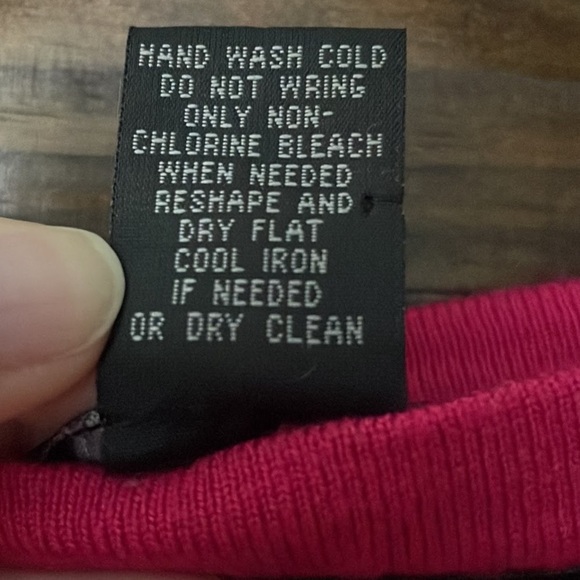 HAND WASH COLD
DO NOT WRING
ONLY NON-
CHLORINE BLEACH
WHEN NEEDED
RESHAPE AND
DRY FLAT
COOL IRON
IF NEEDED
OR DRY CLEAN